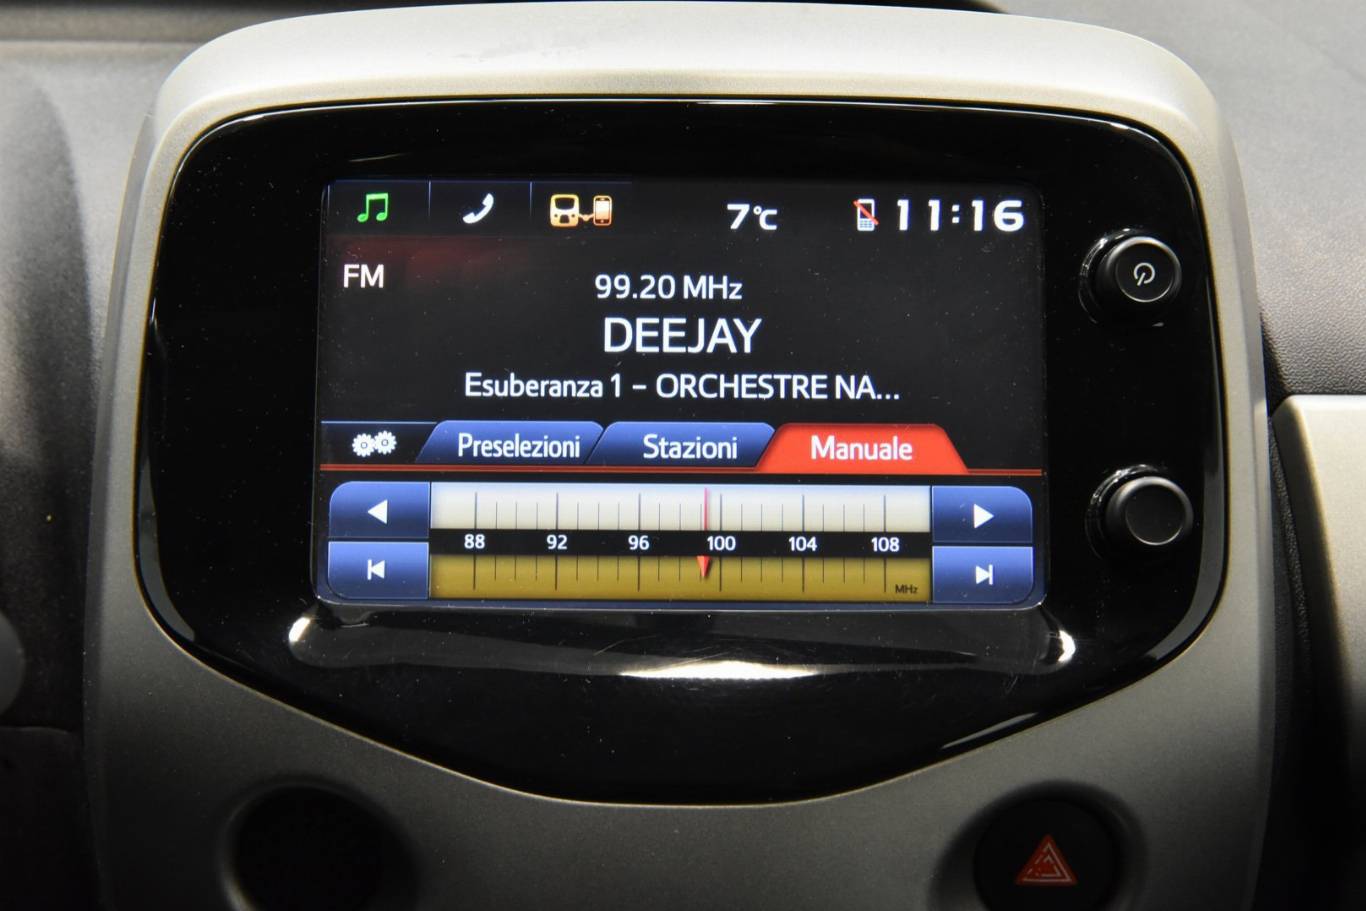 7°C 11:16
FM
99.20 MHz
DEEJAY
Esuberanza 1 - ORCHESTRE NA...
Preselezioni Stazioni Manuale
88 92 96 100 104 108
MHz